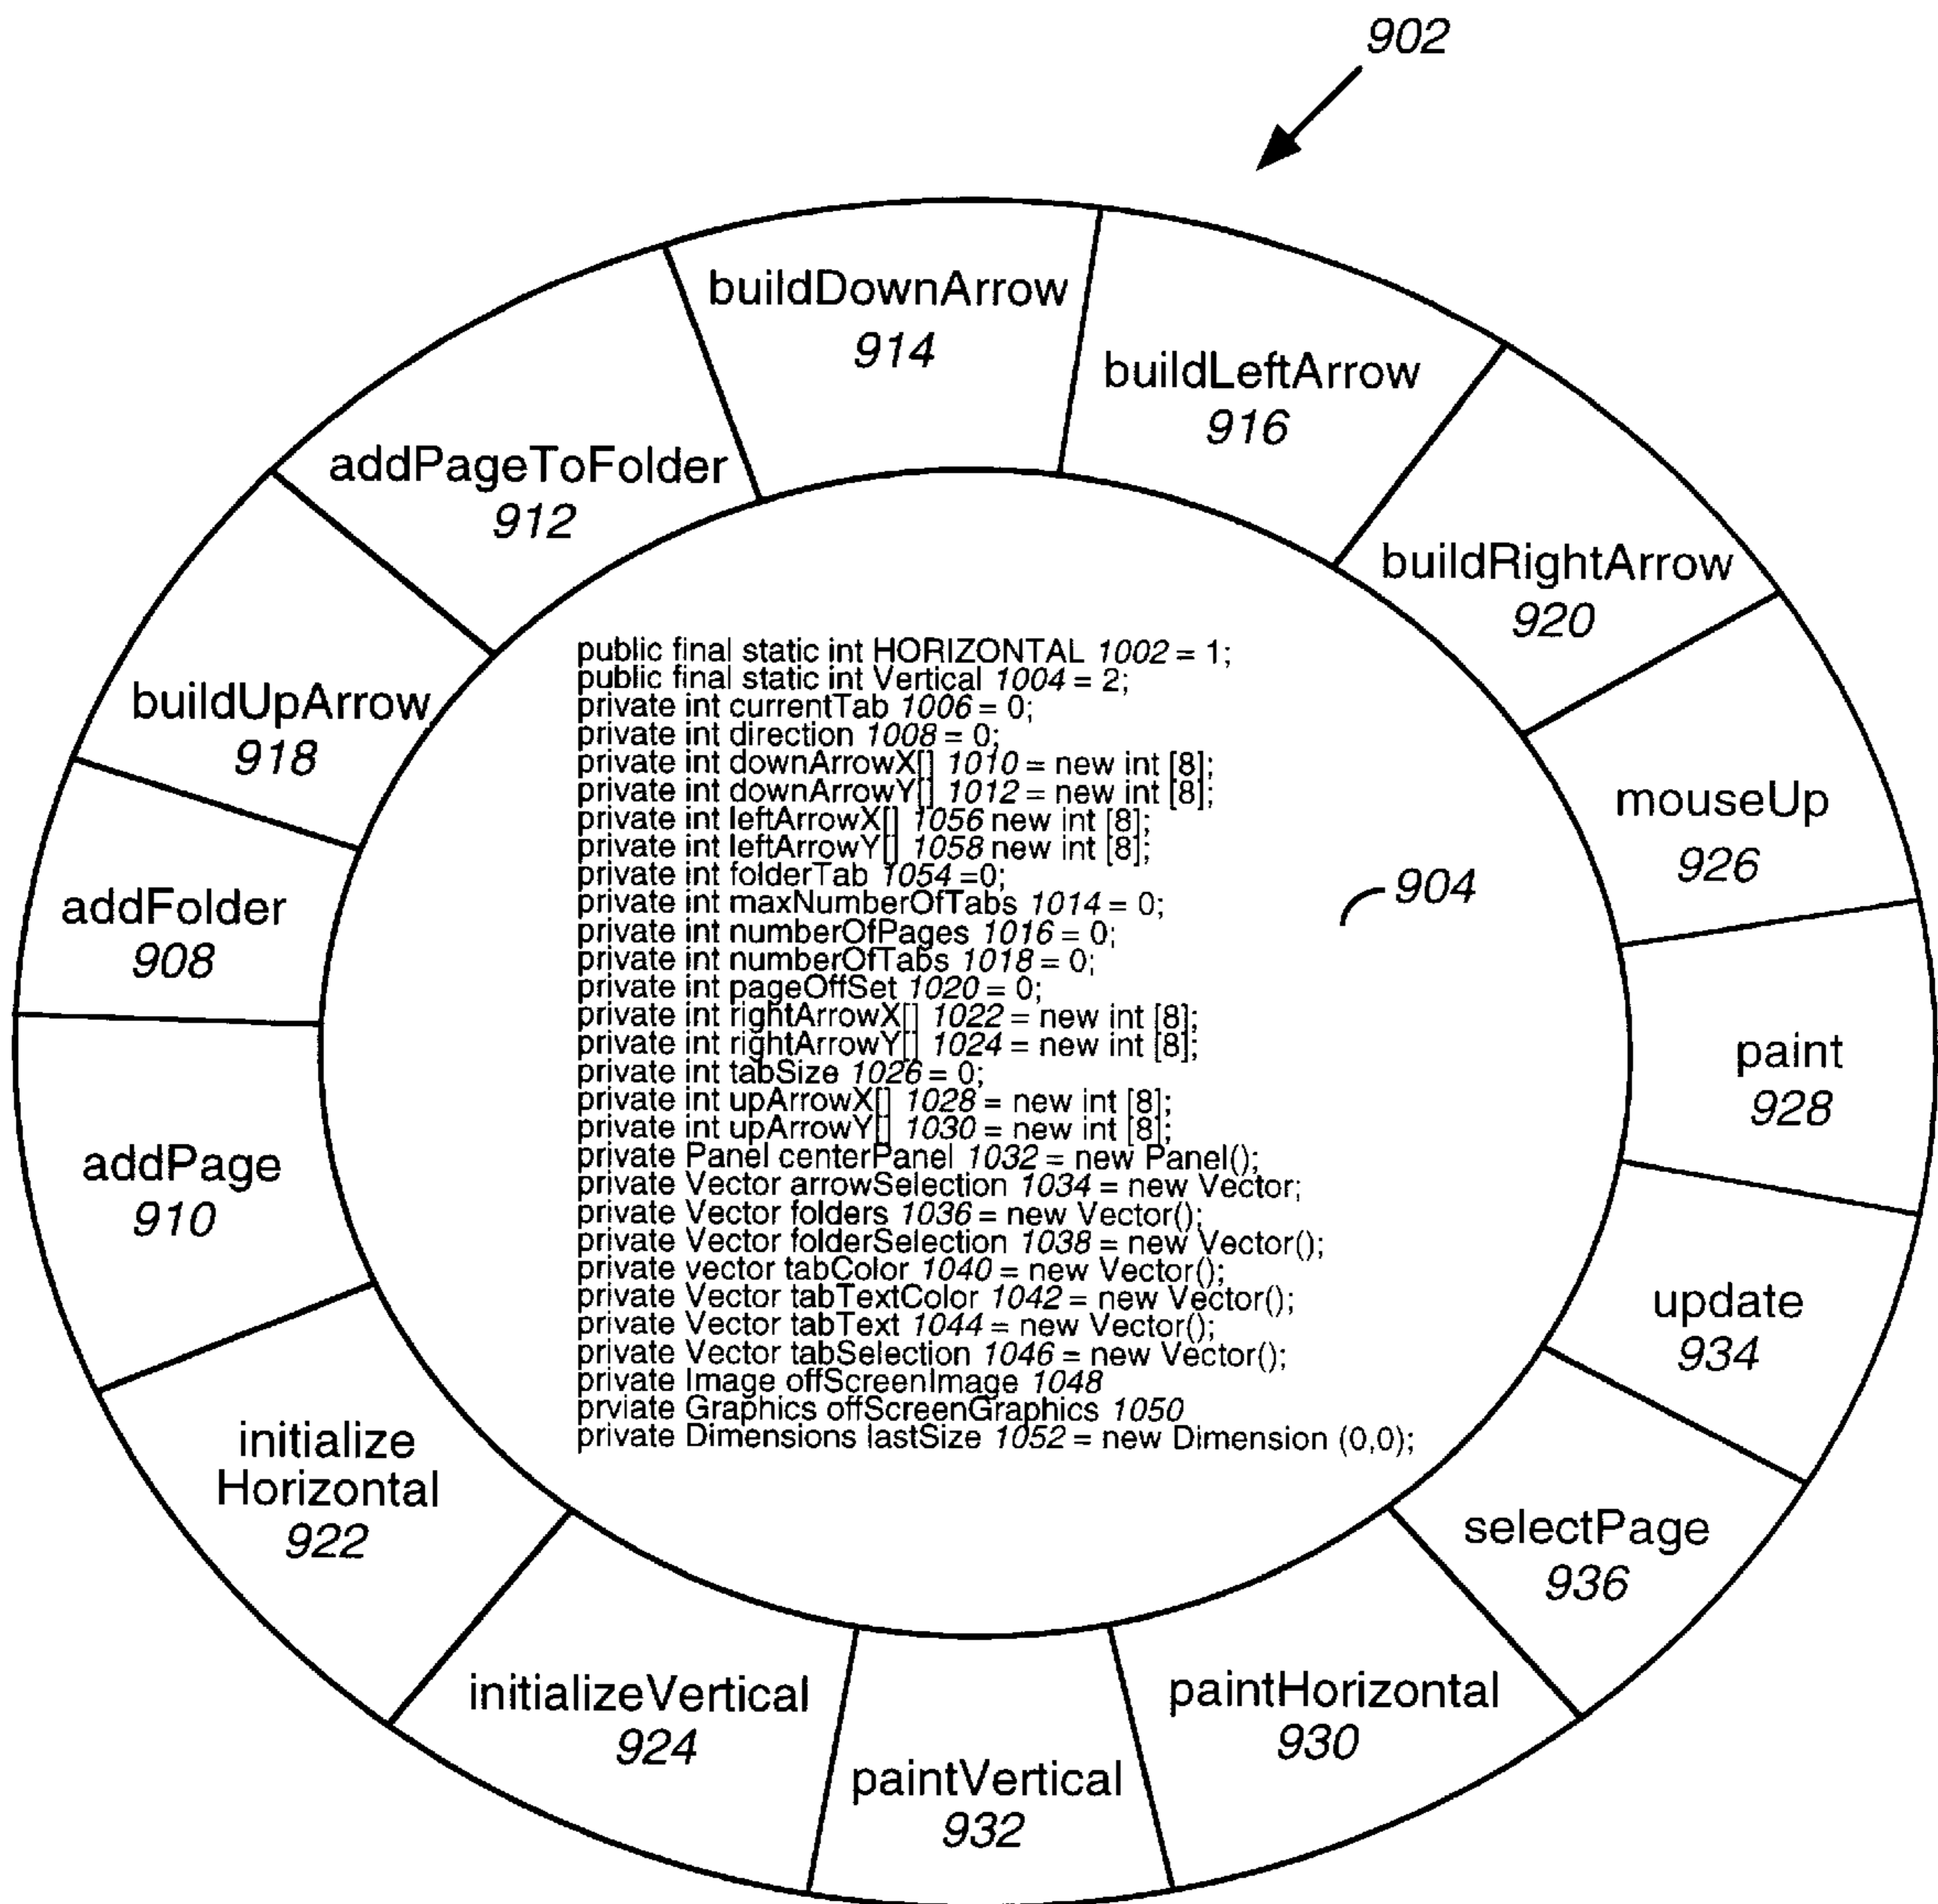 902
buildDownArrow
914
buildLeftArrow
916
addPageToFolder
912
buildRightArrow
920
buildUpArrow
918
mouseUp
926
addFolder
908
paint
928
addPage
910
update
934
initialize
Horizontal
922
selectPage
936
initializeVertical
924
paintHorizontal
930
paintVertical
932
904
public final static int HORIZONTAL 1002 = 1;
public final static int Vertical 1004 = 2;
private int currentTab 1006 = 0;
private int direction 1008 = 0;
private int downArrowX[] 1010 = new int [8];
private int downArrowY[] 1012 = new int [8];
private int leftArrowX[] 1056 new int [8];
private int leftArrowY[] 1058 new int [8];
private int folderTab 1054 =0;
private int maxNumberOfTabs 1014 = 0;
private int numberOfPages 1016 = 0;
private int numberOfTabs 1018 = 0;
private int pageOffSet 1020 = 0;
private int rightArrowX[] 1022 = new int [8];
private int rightArrowY[] 1024 = new int [8];
private int tabSize 1026 = 0;
private int upArrowX[] 1028 = new int [8];
private int upArrowY[] 1030 = new int [8];
private Panel centerPanel 1032 = new Panel();
private Vector arrowSelection 1034 = new Vector;
private Vector folders 1036 = new Vector();
private Vector folderSelection 1038 = new Vector();
private vector tabColor 1040 = new Vector();
private Vector tabTextColor 1042 = new Vector();
private Vector tabText 1044 = new Vector();
private Vector tabSelection 1046 = new Vector();
private Image offScreenImage 1048
prviate Graphics offScreenGraphics 1050
private Dimensions lastSize 1052 = new Dimension (0,0);